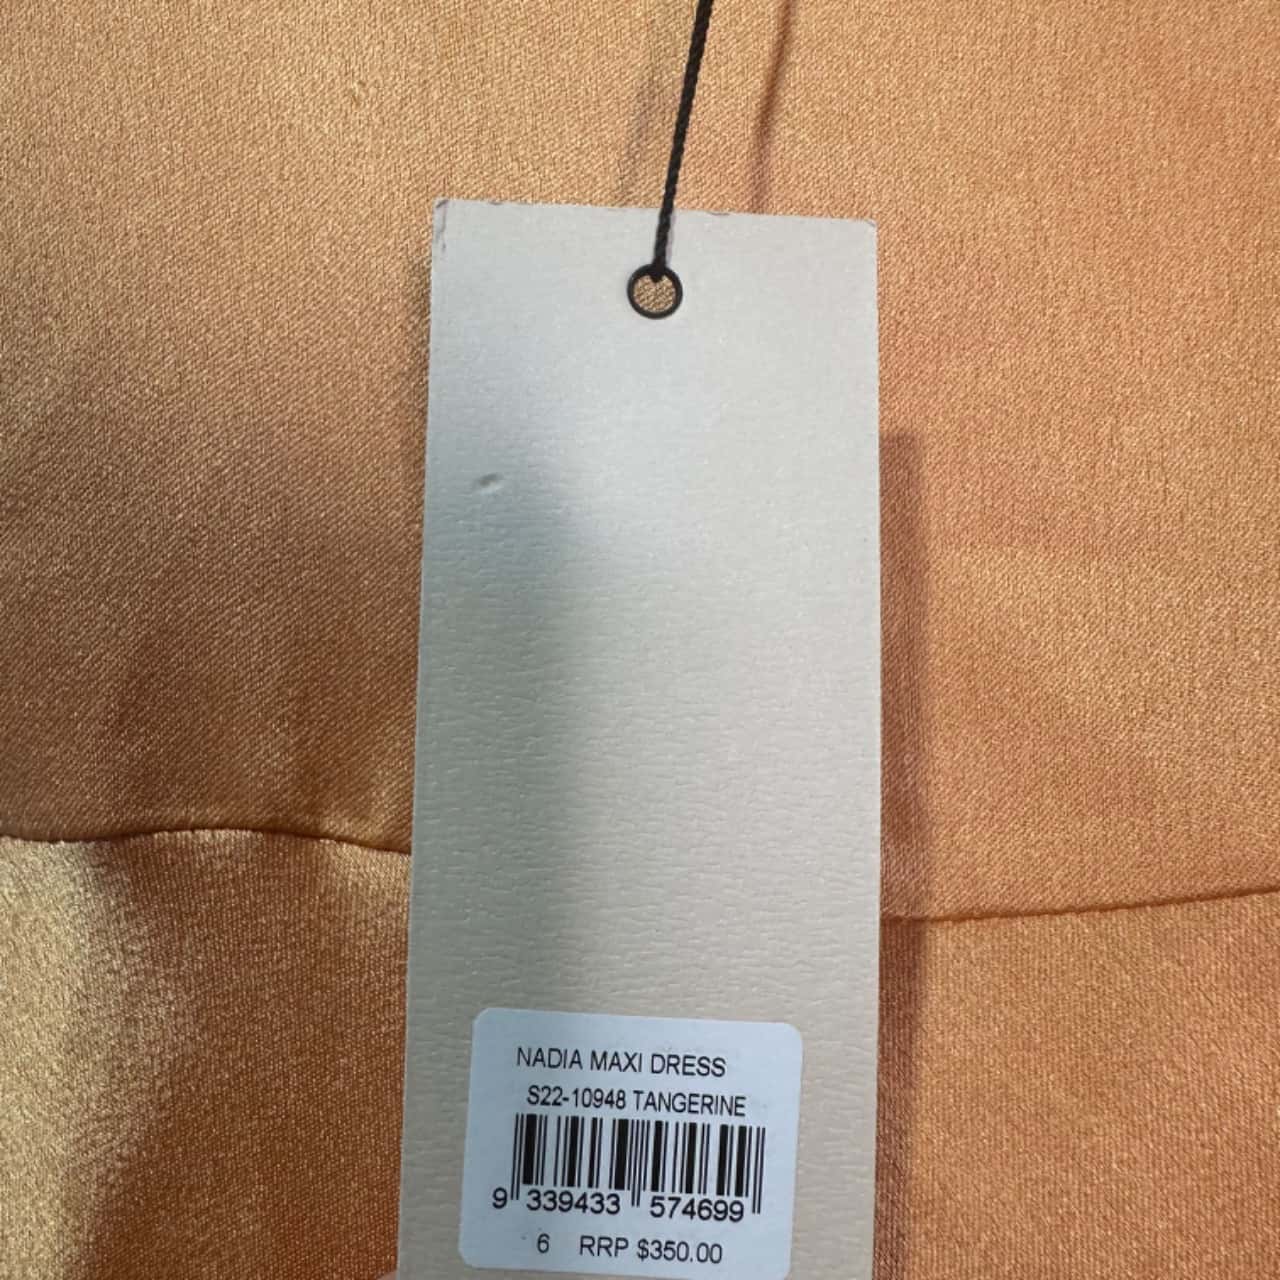 NADIA MAXI DRESS
S22-10948 TANGERINE
9 339433 574699
6 RRP $350.00